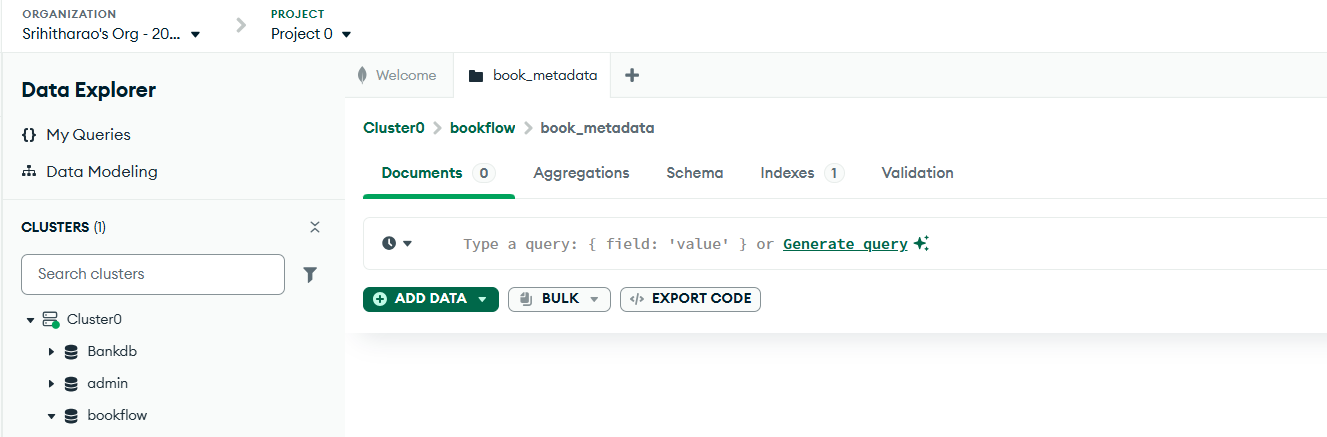 ORGANIZATION
Srihitharao's Org - 20...
PROJECT
Project 0
Data Explorer
My Queries
Data Modeling
CLUSTERS (1)
Search clusters
Cluster0
Bankdb
admin
bookflow
Welcome
book_metadata
Cluster0 > bookflow > book_metadata
Documents 0 Aggregations Schema Indexes 1 Validation
Type a query: { field: 'value' } or Generate query
ADD DATA BULK </> EXPORT CODE